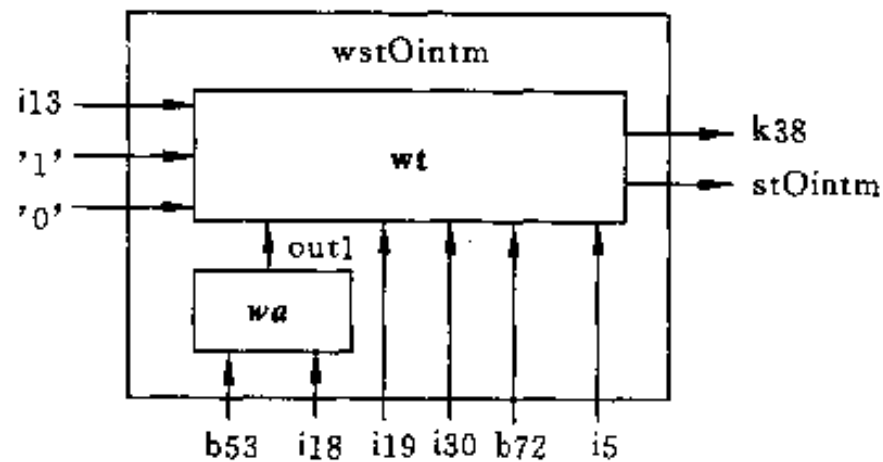 wstOintm
i13
'1'
'0'
wt
k38
stOintm
out1
wa
b53 i18 i19 i30 b72 i5